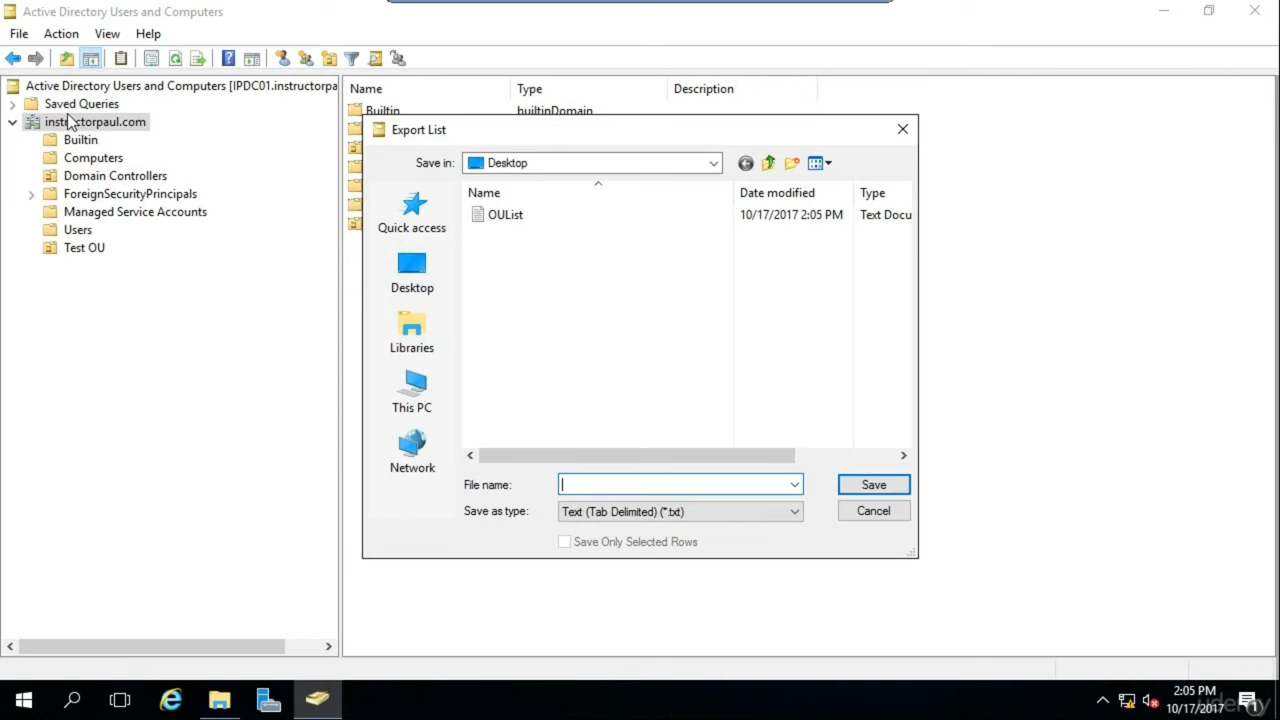 Active Directory Users and Computers
File Action View Help
Active Directory Users and Computers [IPDC01.instructorpa
Saved Queries
instructorpaul.com
Builtin
Computers
Domain Controllers
ForeignSecurityPrincipals
Managed Service Accounts
Users
Test OU
Name Type Description
Builtin builtinDomain
Export List
Save in: Desktop
Quick access
Desktop
Libraries
This PC
Network
Name Date modified Type
OUList 10/17/2017 2:05 PM Text Docu
File name:
Save
Save as type: Text (Tab Delimited) (*.txt)
Cancel
Save Only Selected Rows
2:05 PM
10/17/2017
1
udemy